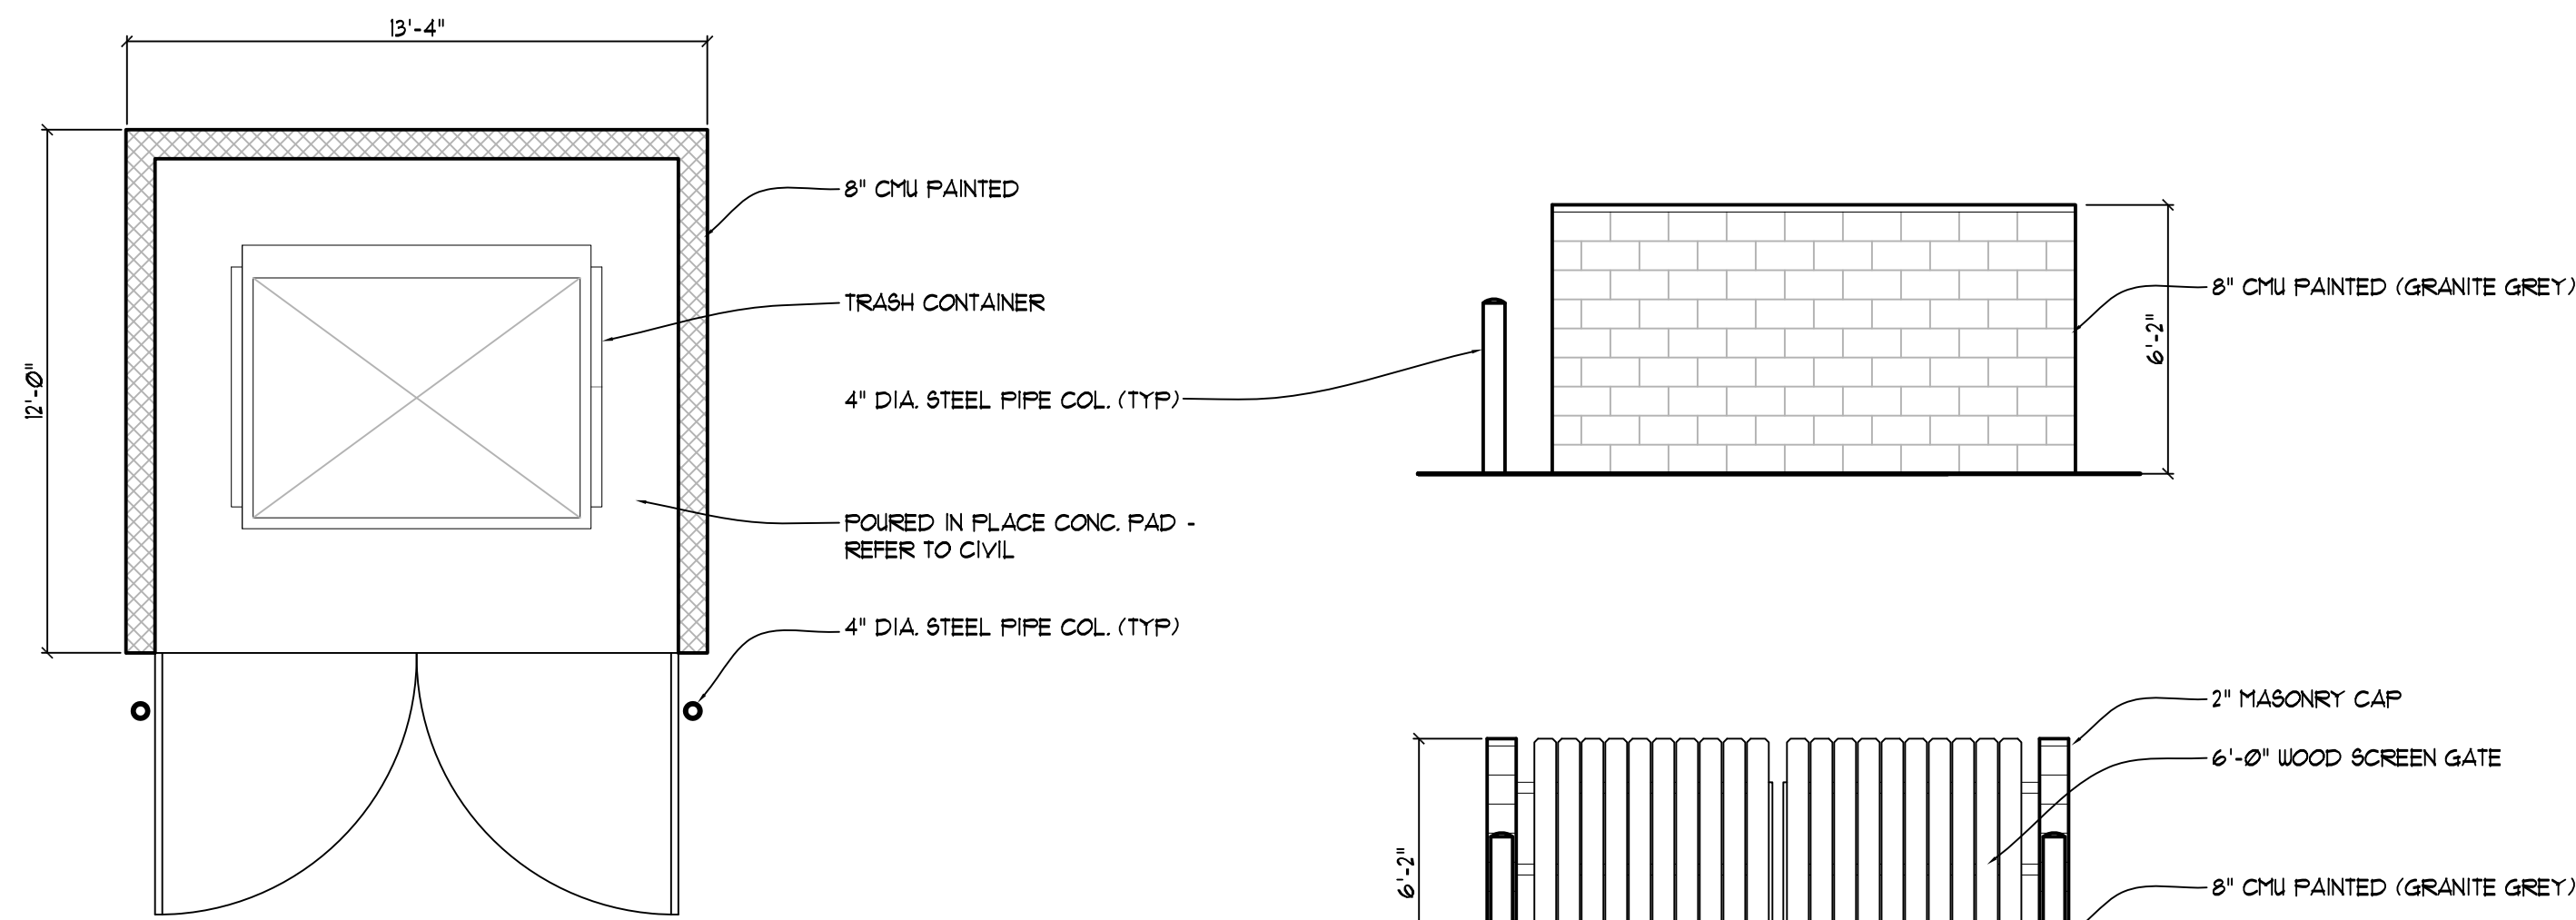 13'-4"
12'-0"
8" CMU PAINTED
TRASH CONTAINER
4" DIA. STEEL PIPE COL. (TYP)
POURED IN PLACE CONC. PAD -
REFER TO CIVIL
4" DIA. STEEL PIPE COL. (TYP)
8" CMU PAINTED (GRANITE GREY)
6'-2"
2" MASONRY CAP
6'-0" WOOD SCREEN GATE
6'-2"
8" CMU PAINTED (GRANITE GREY)